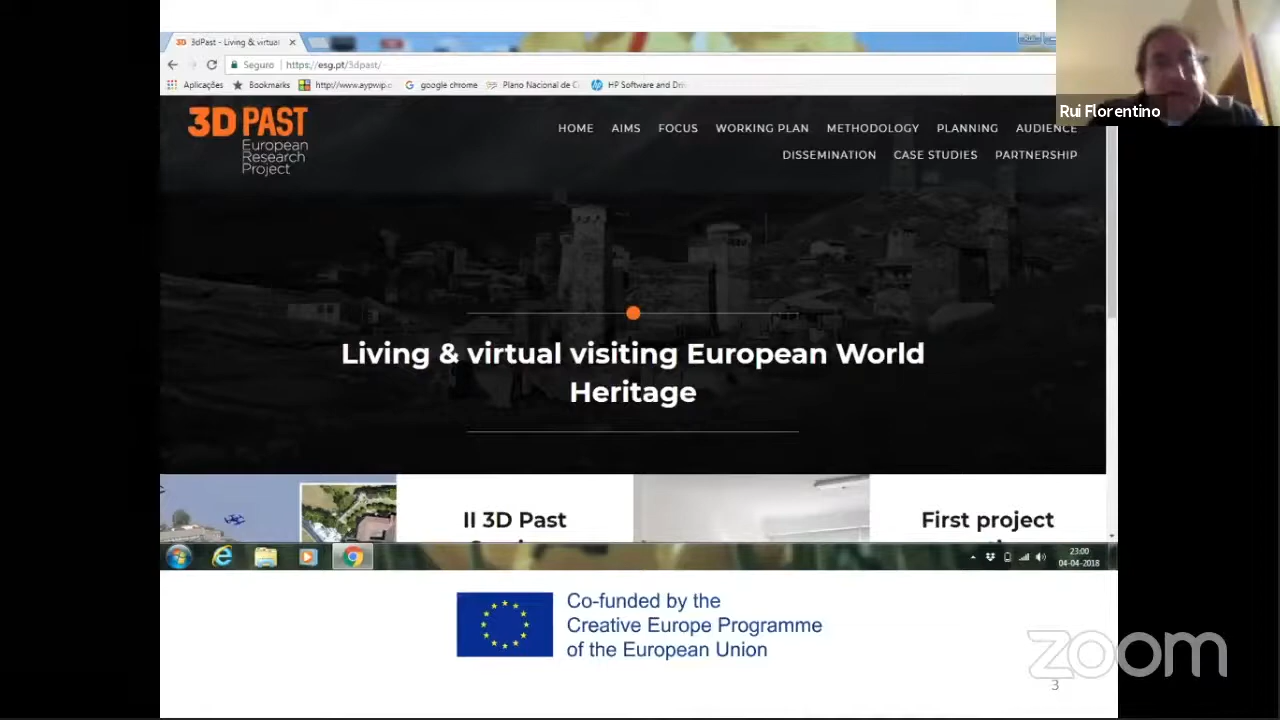 3dPast - Living & virtual
Seguro
https://esg.pt/3dpast/
Aplicações
Bookmarks
http://www.aypwip.c
google chrome
Plano Nacional de C
HP Software and Dri
Rui Florentino
3D PAST
European
Research
Project
HOME AIMS FOCUS WORKING PLAN METHODOLOGY PLANNING AUDIENCE
DISSEMINATION CASE STUDIES PARTNERSHIP
Living & virtual visiting European World
Heritage
II 3D Past
First project
23:00
04-04-2018
Co-funded by the
Creative Europe Programme
of the European Union
zoom
3